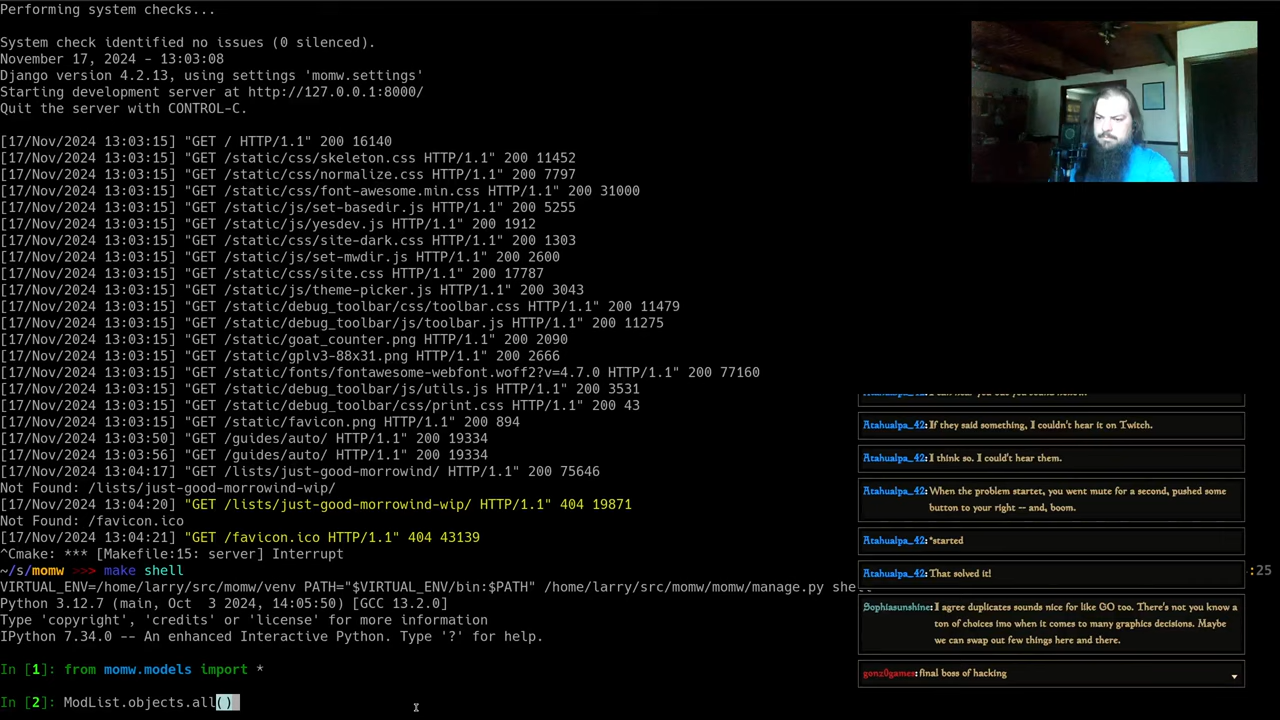 Performing system checks...
System check identified no issues (0 silenced).
November 17, 2024 - 13:03:08
Django version 4.2.13, using settings 'momw.settings'
Starting development server at http://127.0.0.1:8000/
Quit the server with CONTROL-C.
[17/Nov/2024 13:03:15] "GET / HTTP/1.1" 200 16140
[17/Nov/2024 13:03:15] "GET /static/css/skeleton.css HTTP/1.1" 200 11452
[17/Nov/2024 13:03:15] "GET /static/css/normalize.css HTTP/1.1" 200 7797
[17/Nov/2024 13:03:15] "GET /static/css/font-awesome.min.css HTTP/1.1" 200 31000
[17/Nov/2024 13:03:15] "GET /static/js/set-basedir.js HTTP/1.1" 200 5255
[17/Nov/2024 13:03:15] "GET /static/js/yesdev.js HTTP/1.1" 200 1912
[17/Nov/2024 13:03:15] "GET /static/css/site-dark.css HTTP/1.1" 200 1303
[17/Nov/2024 13:03:15] "GET /static/js/set-mwdir.js HTTP/1.1" 200 2600
[17/Nov/2024 13:03:15] "GET /static/css/site.css HTTP/1.1" 200 17787
[17/Nov/2024 13:03:15] "GET /static/js/theme-picker.js HTTP/1.1" 200 3043
[17/Nov/2024 13:03:15] "GET /static/debug_toolbar/css/toolbar.css HTTP/1.1" 200 11479
[17/Nov/2024 13:03:15] "GET /static/debug_toolbar/js/toolbar.js HTTP/1.1" 200 11275
[17/Nov/2024 13:03:15] "GET /static/goat_counter.png HTTP/1.1" 200 2090
[17/Nov/2024 13:03:15] "GET /static/gplv3-88x31.png HTTP/1.1" 200 2666
[17/Nov/2024 13:03:15] "GET /static/fonts/fontawesome-webfont.woff2?v=4.7.0 HTTP/1.1" 200 77160
[17/Nov/2024 13:03:15] "GET /static/debug_toolbar/js/utils.js HTTP/1.1" 200 3531
[17/Nov/2024 13:03:15] "GET /static/debug_toolbar/css/print.css HTTP/1.1" 200 43
[17/Nov/2024 13:03:15] "GET /static/favicon.png HTTP/1.1" 200 894
[17/Nov/2024 13:03:50] "GET /guides/auto/ HTTP/1.1" 200 19334
[17/Nov/2024 13:03:56] "GET /guides/auto/ HTTP/1.1" 200 19334
[17/Nov/2024 13:04:17] "GET /lists/just-good-morrowind/ HTTP/1.1" 200 75646
Not Found: /lists/just-good-morrowind-wip/
[17/Nov/2024 13:04:20] "GET /lists/just-good-morrowind-wip/ HTTP/1.1" 404 19871
Not Found: /favicon.ico
[17/Nov/2024 13:04:21] "GET /favicon.ico HTTP/1.1" 404 43139
^Cmake: *** [Makefile:15: server] Interrupt
~/s/momw >>> make shell
VIRTUAL_ENV=/home/larry/src/momw/venv PATH="$VIRTUAL_ENV/bin:$PATH" /home/larry/src/momw/momw/manage.py shell
Python 3.12.7 (main, Oct 3 2024, 14:05:50) [GCC 13.2.0]
Type 'copyright', 'credits' or 'license' for more information
IPython 7.34.0 -- An enhanced Interactive Python. Type '?' for help.
In [1]: from momw.models import *
In [2]: ModList.objects.all()
Atahualpa_42: If they said something, I couldn't hear it on Twitch.
Atahualpa_42: I think so. I couldn't hear them.
Atahualpa_42: When the problem startet, you went mute for a second, pushed some
button to your right -- and, boom.
Atahualpa_42: *started
Atahualpa_42: That solved it!
:25
Sophiasunshine: I agree duplicates sounds nice for like GO too. There's not you know a
ton of choices imo when it comes to many graphics decisions. Maybe
we can swap out few things here and there.
gonz0games: final boss of hacking